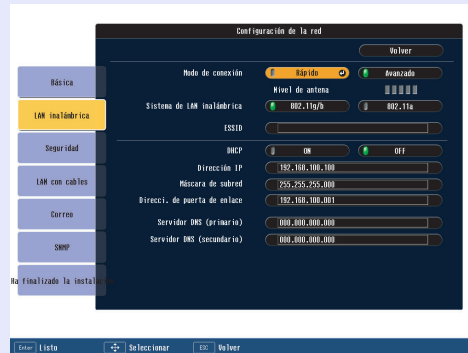 Configuración de la red
Volver
Modo de conexión Rápido Avanzado
Nivel de antena
Sistema de LAN inalámbrica 802.11g/b 802.11a
ESSID
DHCP ON OFF
Dirección IP 192.168.100.100
Máscara de subred 255.255.255.000
Direcci. de puerta de enlace 192.168.100.001
Servidor DNS (primario) 000.000.000.000
Servidor DNS (secundario) 000.000.000.000
Básica
LAN inalámbrica
Seguridad
LAN con cables
Correo
SNMP
Ha finalizado la instalac
Enter Listo Seleccionar ESC Volver